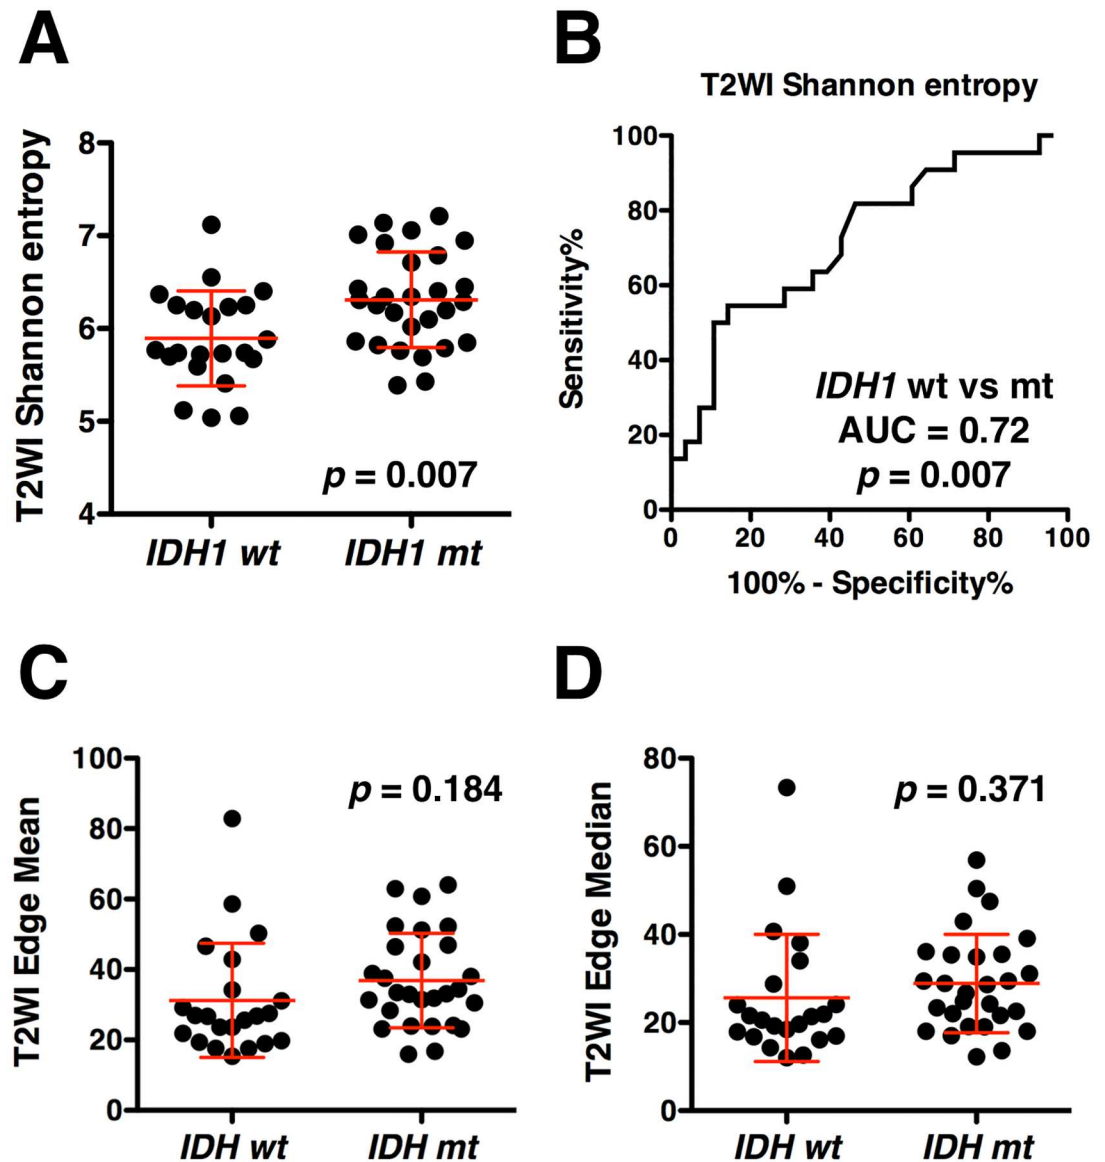 A
T2WI Shannon entropy
8
7
6
5
4
p = 0.007
IDH1 wt
IDH1 mt
B
T2WI Shannon entropy
Sensitivity%
100
80
60
40
20
0
IDH1 wt vs mt
AUC = 0.72
p = 0.007
0 20 40 60 80 100
100% - Specificity%
C
T2WI Edge Mean
100
80
60
40
20
0
p = 0.184
IDH wt
IDH mt
D
T2WI Edge Median
80
60
40
20
0
p = 0.371
IDH wt
IDH mt